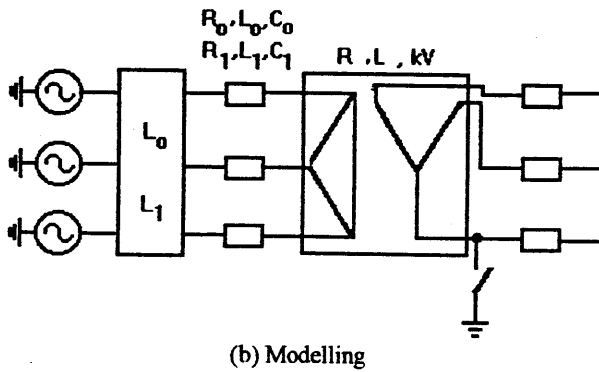 R₀,L₀,C₀
R₁,L₁,C₁
R ,L , kV
L₀
L₁
(b) Modelling